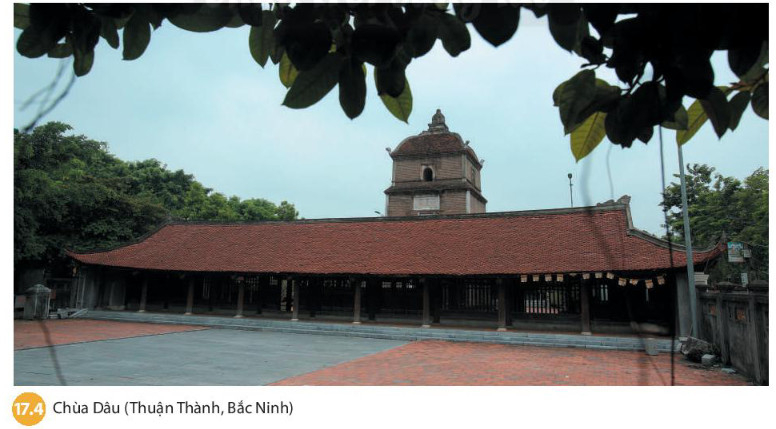 17.4 Chùa Dâu (Thuận Thành, Bắc Ninh)